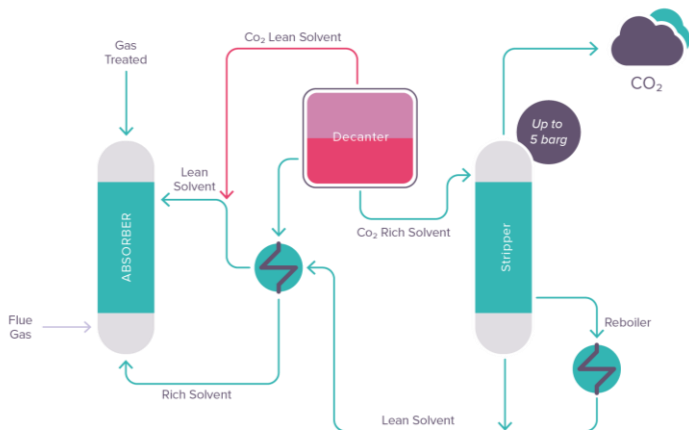 Gas
Treated
Co₂ Lean Solvent
CO₂
Up to
5 barg
Decanter
Lean
Solvent
ABSORBER
Co₂ Rich Solvent
Stripper
Flue
Gas
Reboiler
Rich Solvent
Lean Solvent